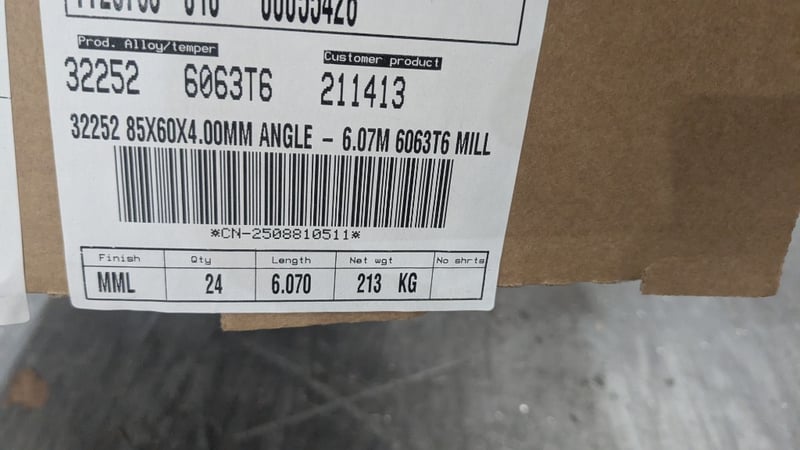 Prod. Alloy/temper
Customer product
32252 6063T6 211413
32252 85X60X4.00MM ANGLE - 6.07M 6063T6 MILL
*CN-2508810511*
Finish Qty Length Net wgt No shrts
MML 24 6.070 213 KG